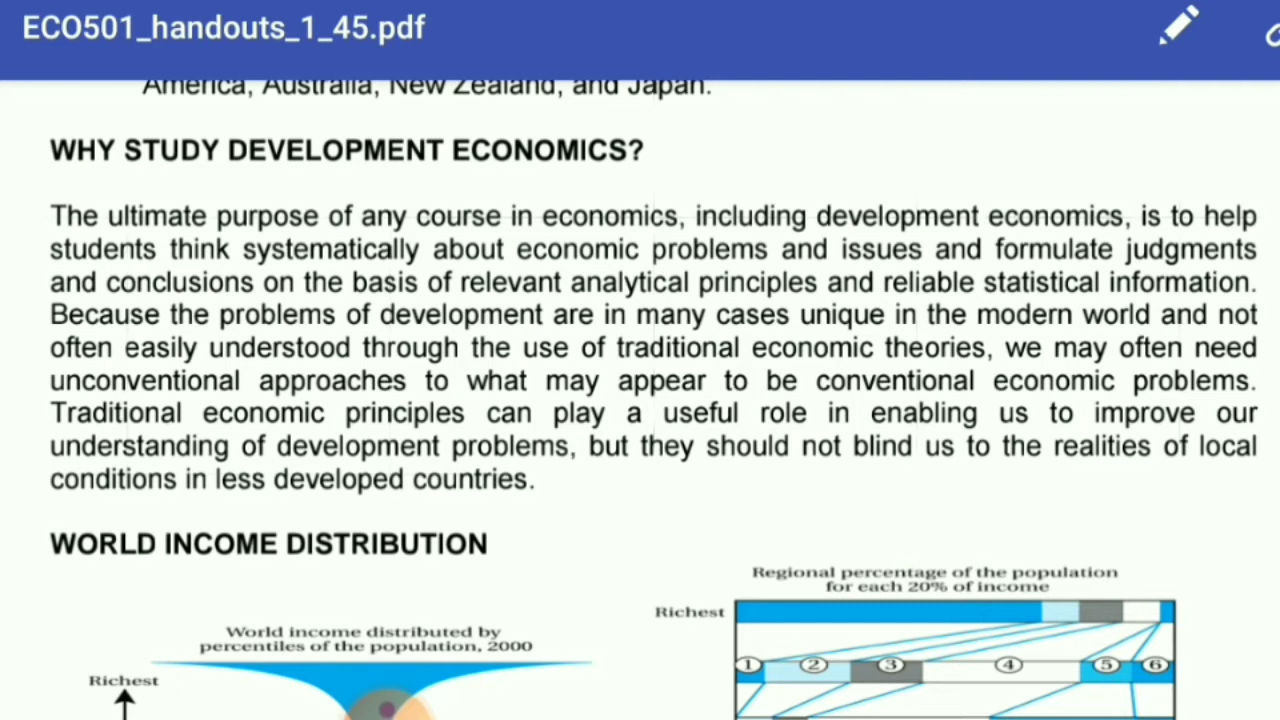 ECO501_handouts_1_45.pdf
America, Australia, New Zealand, and Japan.
WHY STUDY DEVELOPMENT ECONOMICS?
The ultimate purpose of any course in economics, including development economics, is to help
students think systematically about economic problems and issues and formulate judgments
and conclusions on the basis of relevant analytical principles and reliable statistical information.
Because the problems of development are in many cases unique in the modern world and not
often easily understood through the use of traditional economic theories, we may often need
unconventional approaches to what may appear to be conventional economic problems.
Traditional economic principles can play a useful role in enabling us to improve our
understanding of development problems, but they should not blind us to the realities of local
conditions in less developed countries.
WORLD INCOME DISTRIBUTION
World income distributed by
percentiles of the population, 2000
Richest
Regional percentage of the population
for each 20% of income
Richest
1 2 3 4 5 6